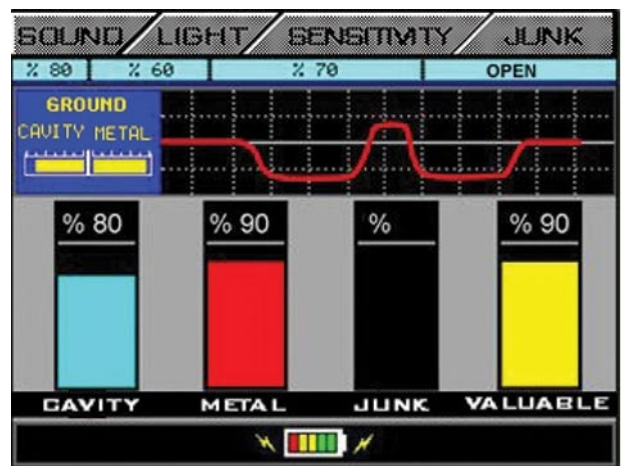 SOUND LIGHT SENSITIVITY JUNK
% 80 % 60 % 70 OPEN
GROUND
CAVITY METAL
% 80 % 90 % % 90
CAVITY METAL JUNK VALUABLE